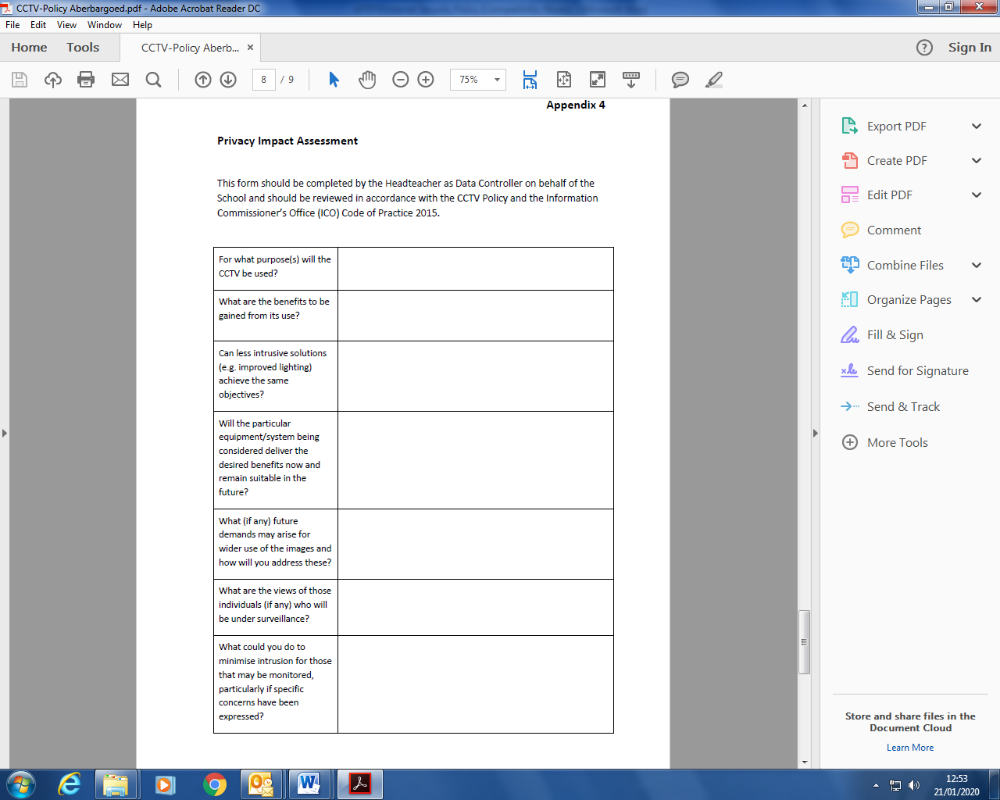 CCTV-Policy Aberbargoed.pdf - Adobe Acrobat Reader DC
File Edit View Window Help
Home Tools CCTV-Policy Aberb... × ? Sign In
8 / 9 75%
Appendix 4
Privacy Impact Assessment
This form should be completed by the Headteacher as Data Controller on behalf of the
School and should be reviewed in accordance with the CCTV Policy and the Information
Commissioner's Office (ICO) Code of Practice 2015.
For what purpose(s) will the
CCTV be used?
What are the benefits to be
gained from its use?
Can less intrusive solutions
(e.g. improved lighting)
achieve the same
objectives?
Will the particular
equipment/system being
considered deliver the
desired benefits now and
remain suitable in the
future?
What (if any) future
demands may arise for
wider use of the images and
how will you address these?
What are the views of those
individuals (if any) who will
be under surveillance?
What could you do to
minimise intrusion for those
that may be monitored,
particularly if specific
concerns have been
expressed?
Export PDF
Create PDF
Edit PDF
Comment
Combine Files
Organize Pages
Fill & Sign
Send for Signature
Send & Track
More Tools
Store and share files in the
Document Cloud
Learn More
12:53
21/01/2020